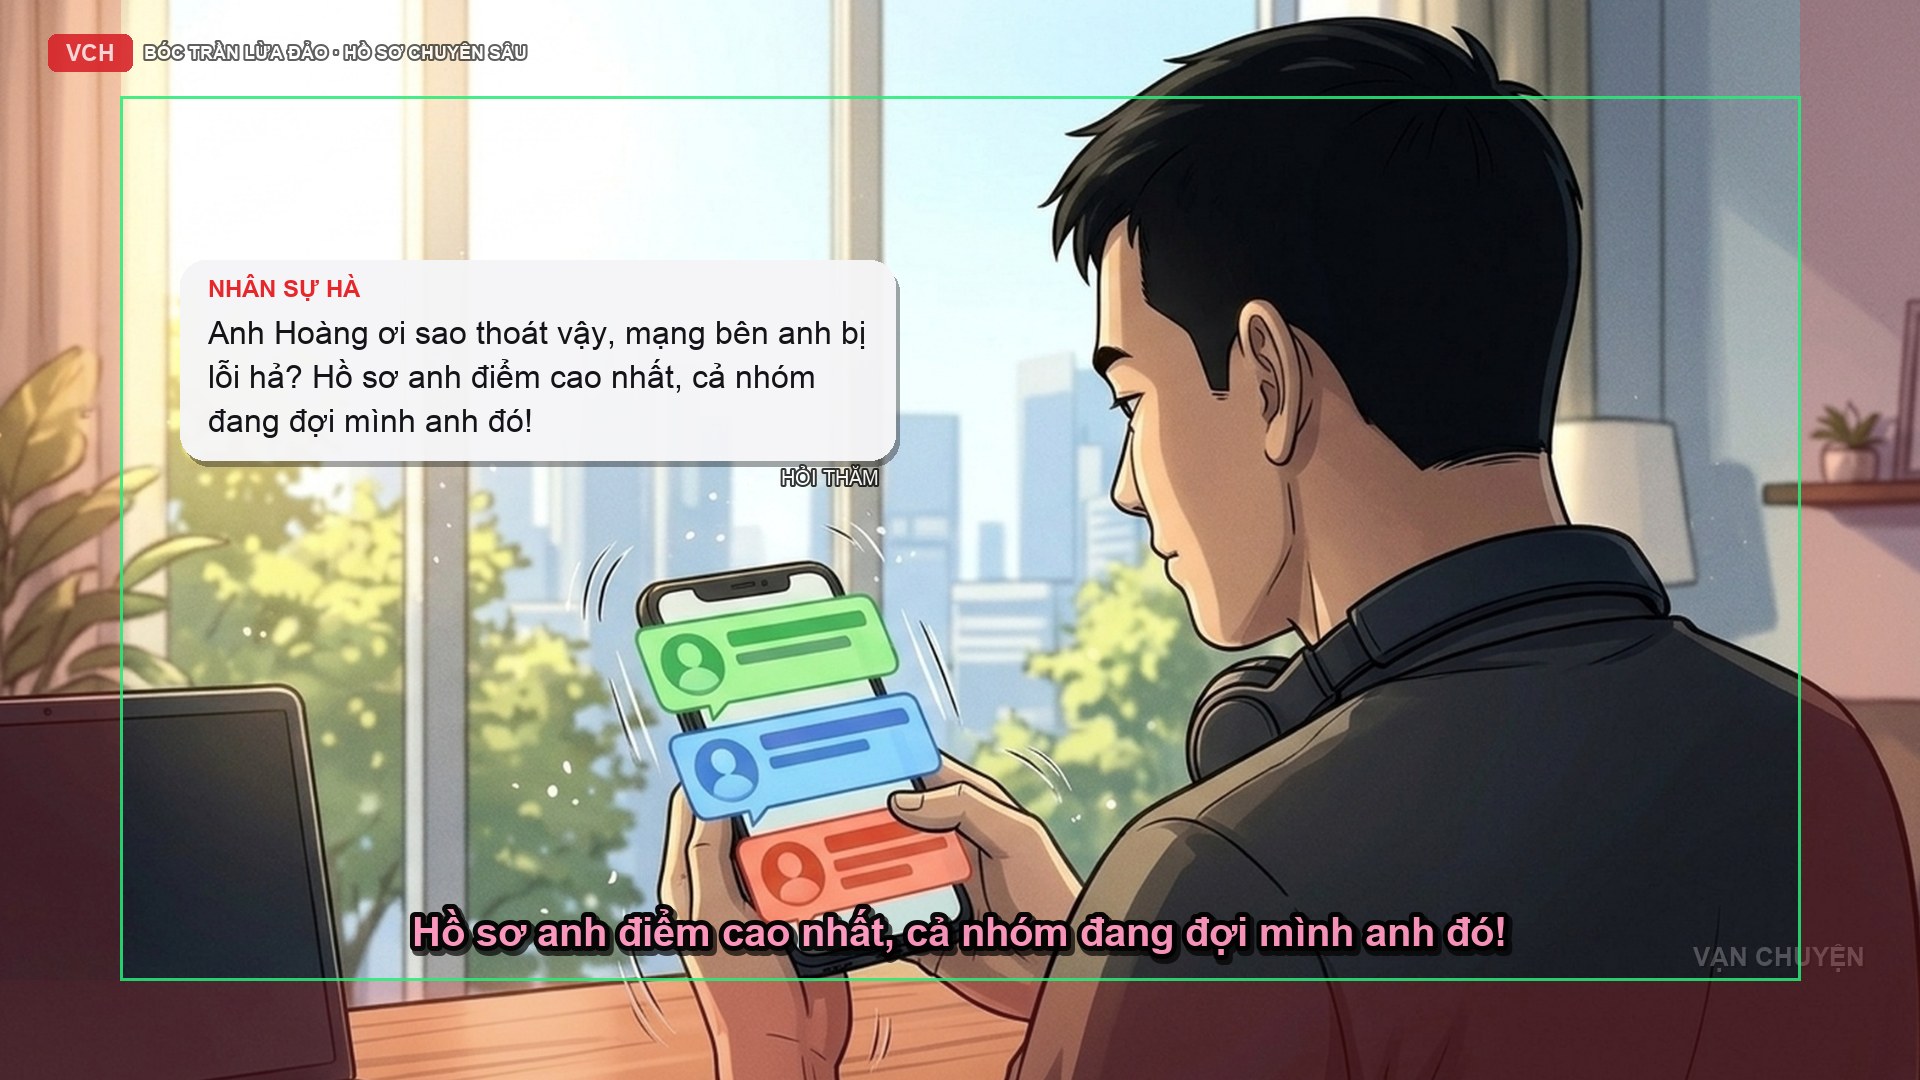 VCH BÓC TRẦN LỪA ĐẢO • HỒ SƠ CHUYÊN SÂU
NHÂN SỰ HÀ
Anh Hoàng ơi sao thoát vậy, mạng bên anh bị
lỗi hả? Hồ sơ anh điểm cao nhất, cả nhóm
đang đợi mình anh đó!
HỎI THĂM
Hồ sơ anh điểm cao nhất, cả nhóm đang đợi mình anh đó!
VẠN CHUYỆN